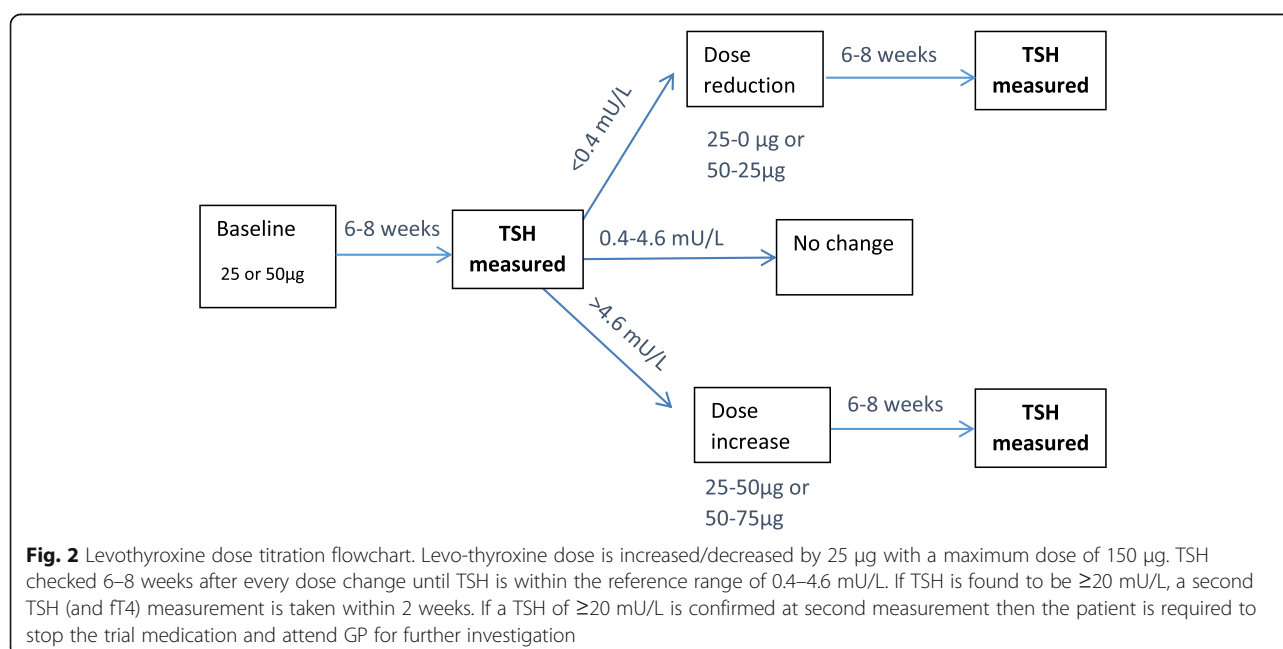 Dose
reduction
6-8 weeks
TSH
measured
<0.4 mU/L
25-0 µg or
50-25µg
Baseline
25 or 50µg
6-8 weeks
TSH
measured
0.4-4.6 mU/L
No change
>4.6 mU/L
Dose
increase
6-8 weeks
TSH
measured
25-50µg or
50-75µg
Fig. 2 Levothyroxine dose titration flowchart. Levo-thyroxine dose is increased/decreased by 25 μg with a maximum dose of 150 μg. TSH
checked 6–8 weeks after every dose change until TSH is within the reference range of 0.4–4.6 mU/L. If TSH is found to be ≥20 mU/L, a second
TSH (and fT4) measurement is taken within 2 weeks. If a TSH of ≥20 mU/L is confirmed at second measurement then the patient is required to
stop the trial medication and attend GP for further investigation